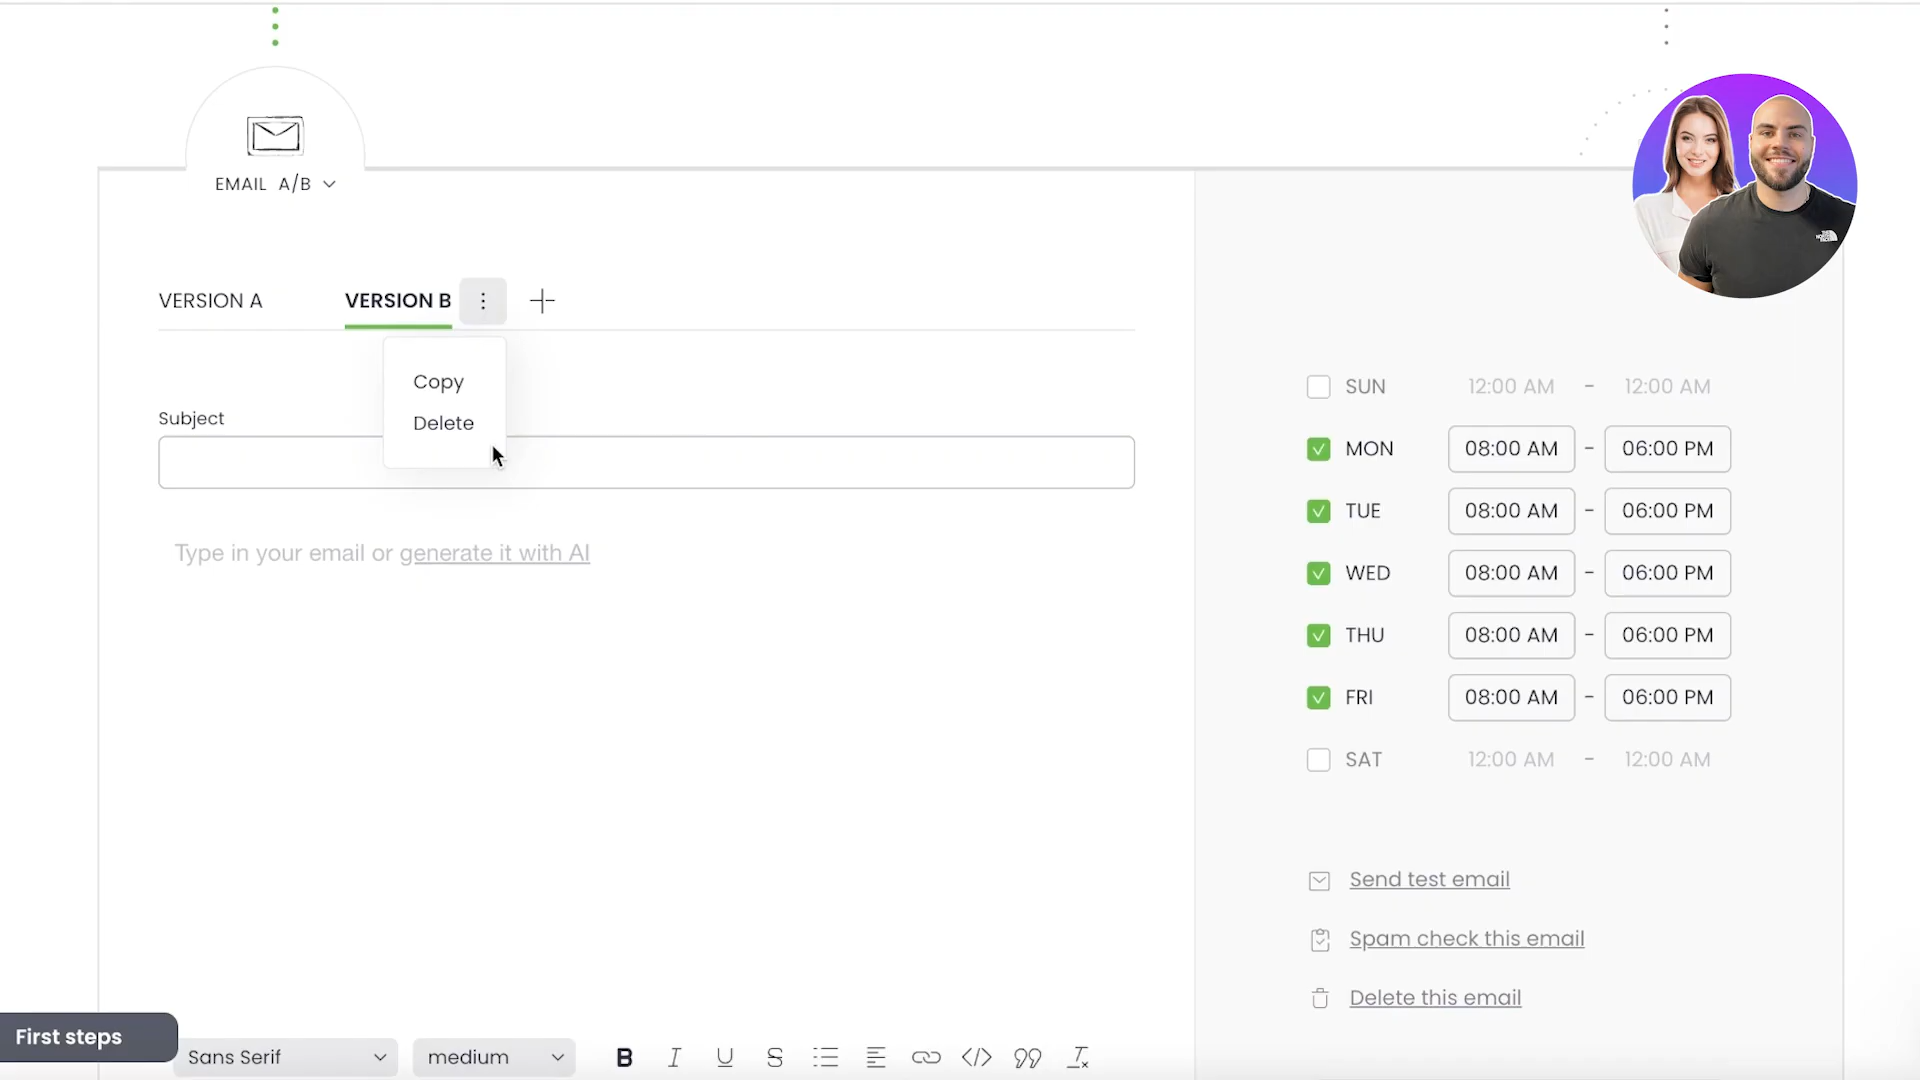 EMAIL A/B
VERSION A VERSION B
Copy
Delete
Subject
Type in your email or generate it with AI
SUN 12:00 AM - 12:00 AM
MON 08:00 AM - 06:00 PM
TUE 08:00 AM - 06:00 PM
WED 08:00 AM - 06:00 PM
THU 08:00 AM - 06:00 PM
FRI 08:00 AM - 06:00 PM
SAT 12:00 AM - 12:00 AM
Send test email
Spam check this email
Delete this email
First steps
Sans Serif medium B I U S